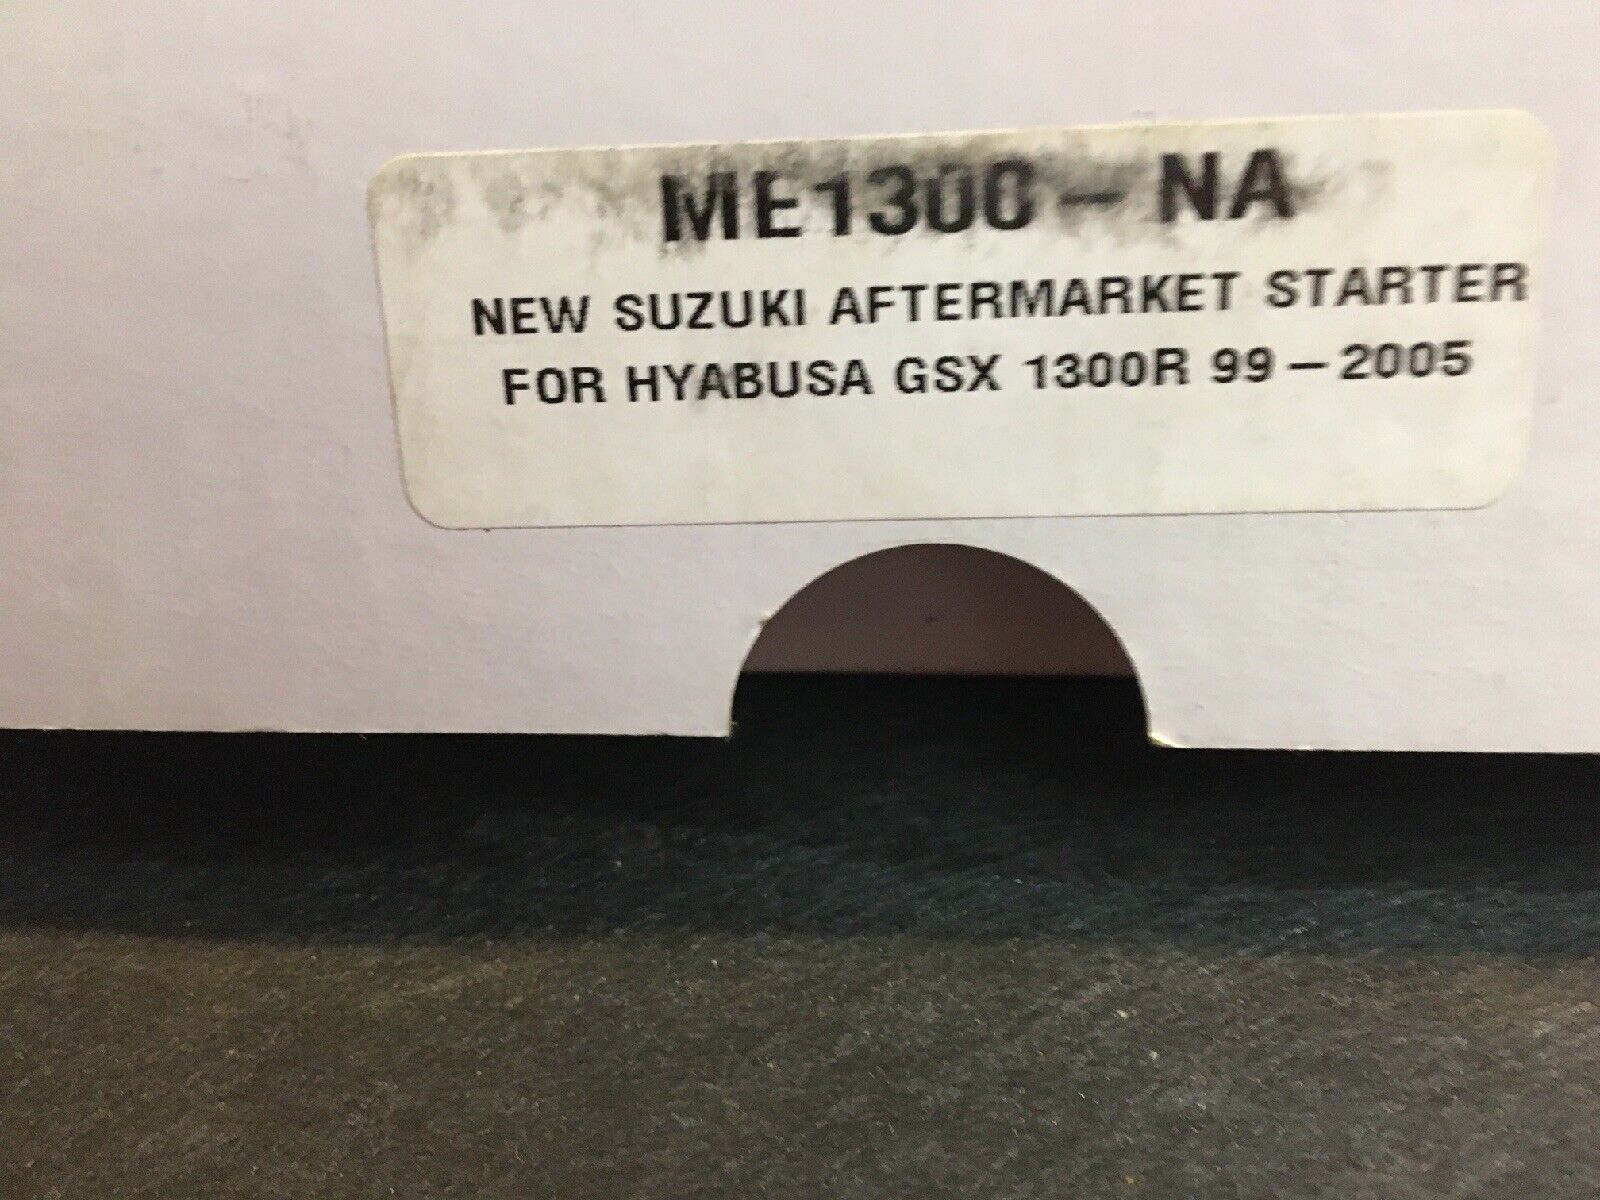 ME1300-NA
NEW SUZUKI AFTERMARKET STARTER
FOR HYABUSA GSX 1300R 99-2005